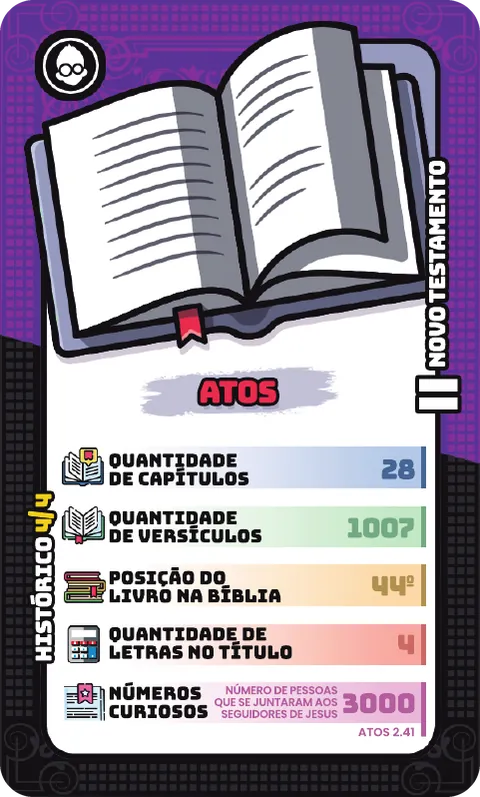 NOVO TESTAMENTO
II
ATOS
QUANTIDADE
DE CAPÍTULOS
28
QUANTIDADE
DE VERSÍCULOS
1007
POSIÇÃO DO
LIVRO NA BÍBLIA
44º
QUANTIDADE DE
LETRAS NO TÍTULO
4
NÚMEROS
CURIOSOS
NÚMERO DE PESSOAS
QUE SE JUNTARAM AOS
SEGUIDORES DE JESUS
3000
ATOS 2.41
HISTÓRICO 4/4